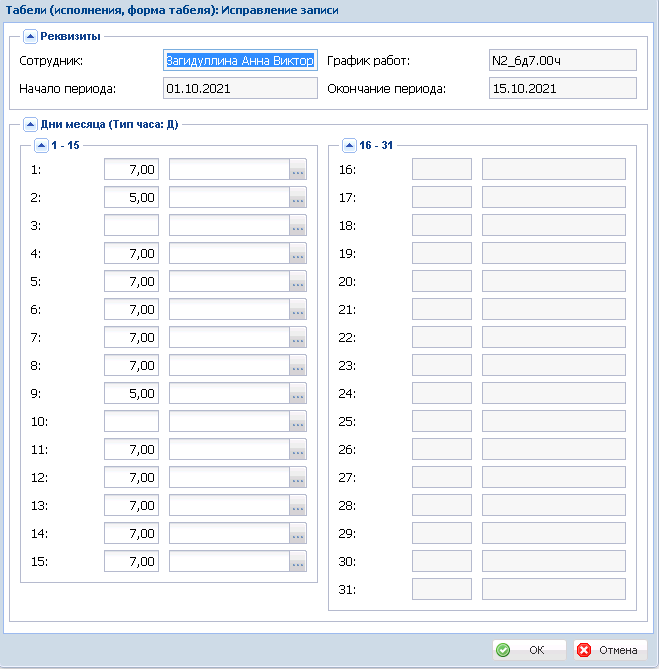 Табели (исполнения, форма табеля): Исправление записи
Реквизиты
Сотрудник: Загидуллина Анна Виктор График работ: N2_6д7.00ч
Начало периода: 01.10.2021 Окончание периода: 15.10.2021
Дни месяца (Тип часа: Д)
1 - 15 16 - 31
1: 7,00 ... 16:
2: 5,00 ... 17:
3: ... 18:
4: 7,00 ... 19:
5: 7,00 ... 20:
6: 7,00 ... 21:
7: 7,00 ... 22:
8: 7,00 ... 23:
9: 5,00 ... 24:
10: ... 25:
11: 7,00 ... 26:
12: 7,00 ... 27:
13: 7,00 ... 28:
14: 7,00 ... 29:
15: 7,00 ... 30:
31:
OK Отмена